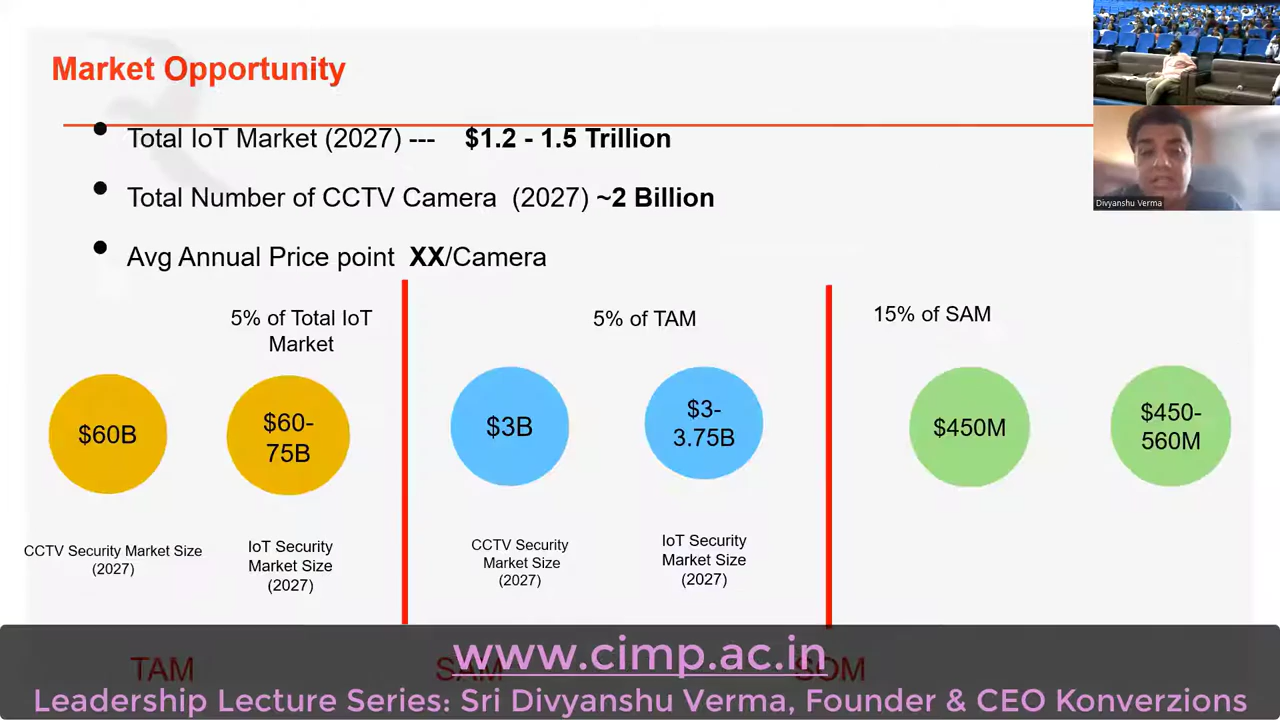 Market Opportunity
Total IoT Market (2027) --- $1.2 - 1.5 Trillion
Total Number of CCTV Camera (2027) ~2 Billion
Avg Annual Price point XX/Camera
Divyanshu Verma
5% of Total IoT
Market
5% of TAM
15% of SAM
$60B
$60-
75B
$3B
$3-
3.75B
$450M
$450-
560M
CCTV Security Market Size
(2027)
IoT Security
Market Size
(2027)
CCTV Security
Market Size
(2027)
IoT Security
Market Size
(2027)
TAM
SAM
SOM
www.cimp.ac.in
Leadership Lecture Series: Sri Divyanshu Verma, Founder & CEO Konverzions